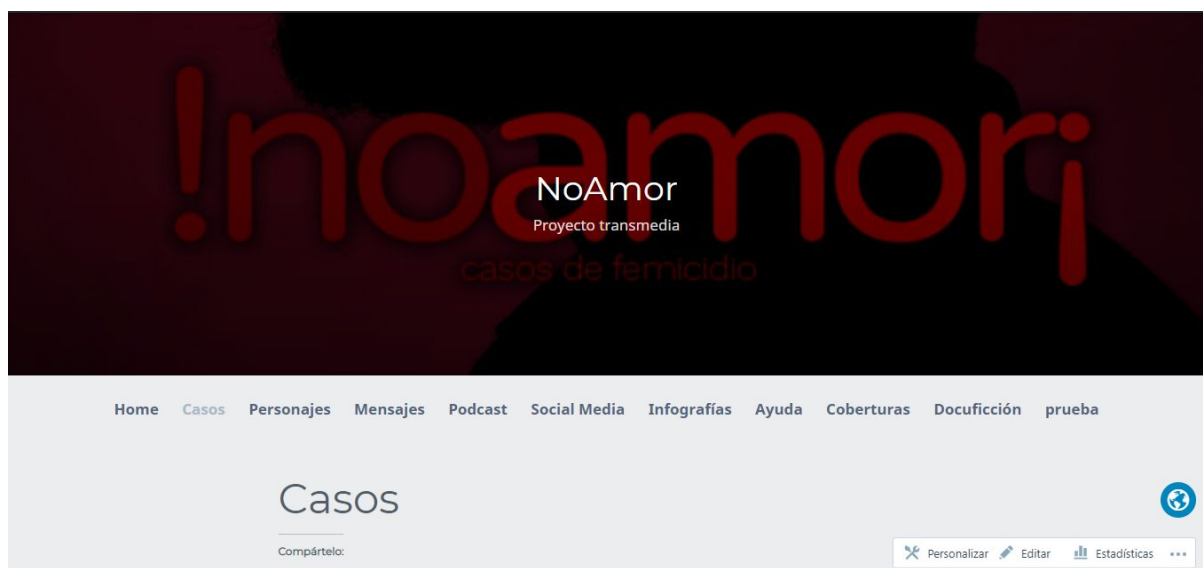 !noamor¡
NoAmor
Proyecto transmedia
casos de femicidio
Home Casos Personajes Mensajes Podcast Social Media Infografías Ayuda Coberturas Docuficción prueba
Casos
Compártelo:
Personalizar Editar Estadísticas